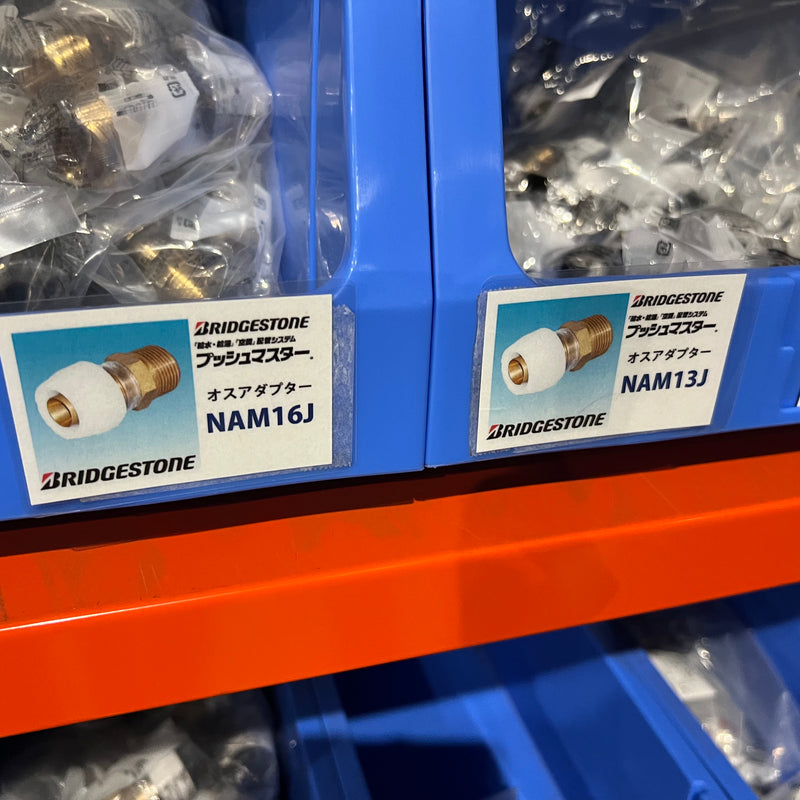 BRIDGESTONE
「給水・給湯」「空調」配管システム
プッシュマスター®
オスアダプター
NAM16J
BRIDGESTONE
BRIDGESTONE
「給水・給湯」「空調」配管システム
プッシュマスター®
オスアダプター
NAM13J
BRIDGESTONE